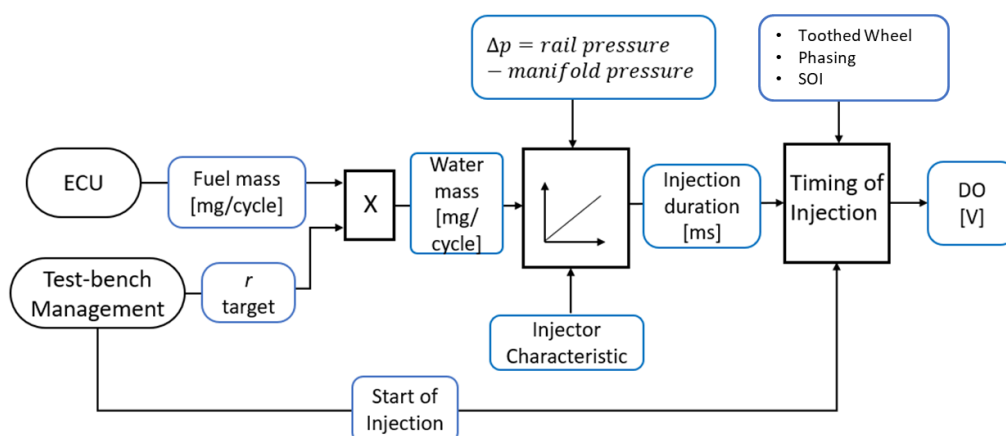 Δp = rail pressure
− manifold pressure
• Toothed Wheel
• Phasing
• SOI
ECU
Fuel mass
[mg/cycle]
X
Water
mass
[mg/
cycle]
Injection
duration
[ms]
Timing of
Injection
DO
[V]
Test-bench
Management
r
target
Injector
Characteristic
Start of
Injection